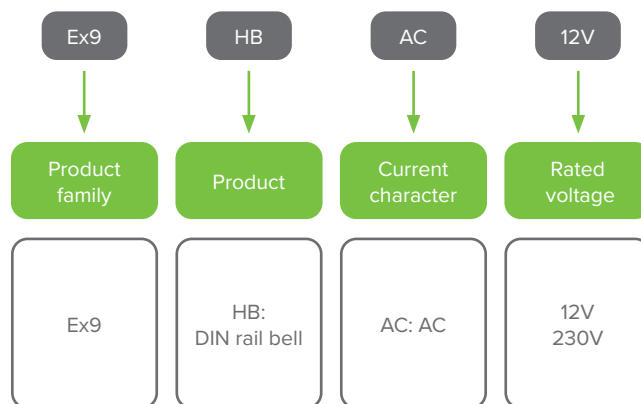 Ex9
HB
AC
12V
Product
family
Product
Current
character
Rated
voltage
Ex9
HB:
DIN rail bell
AC: AC
12V
230V